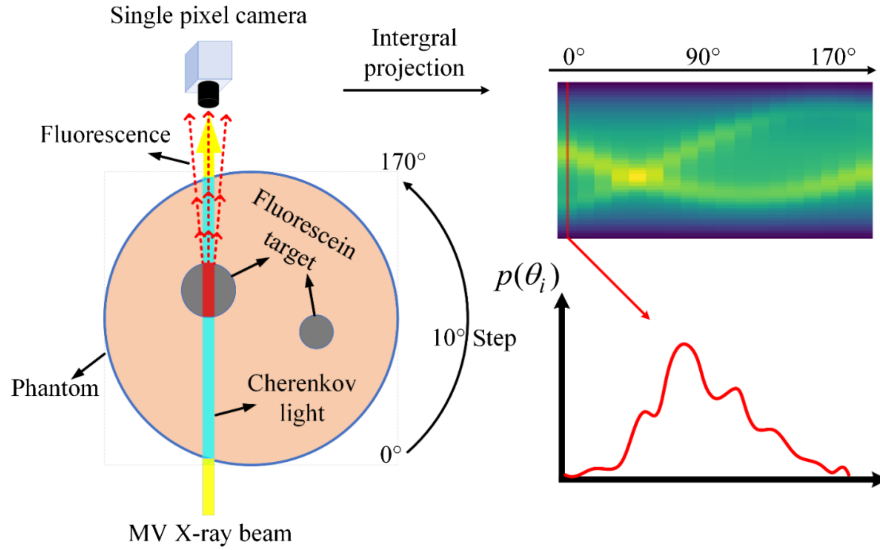 Single pixel camera
Intergral
projection
0°
90°
170°
Fluorescence
170°
Fluorescein
target
p(θi)
10° Step
Phantom
Cherenkov
light
0°
MV X-ray beam